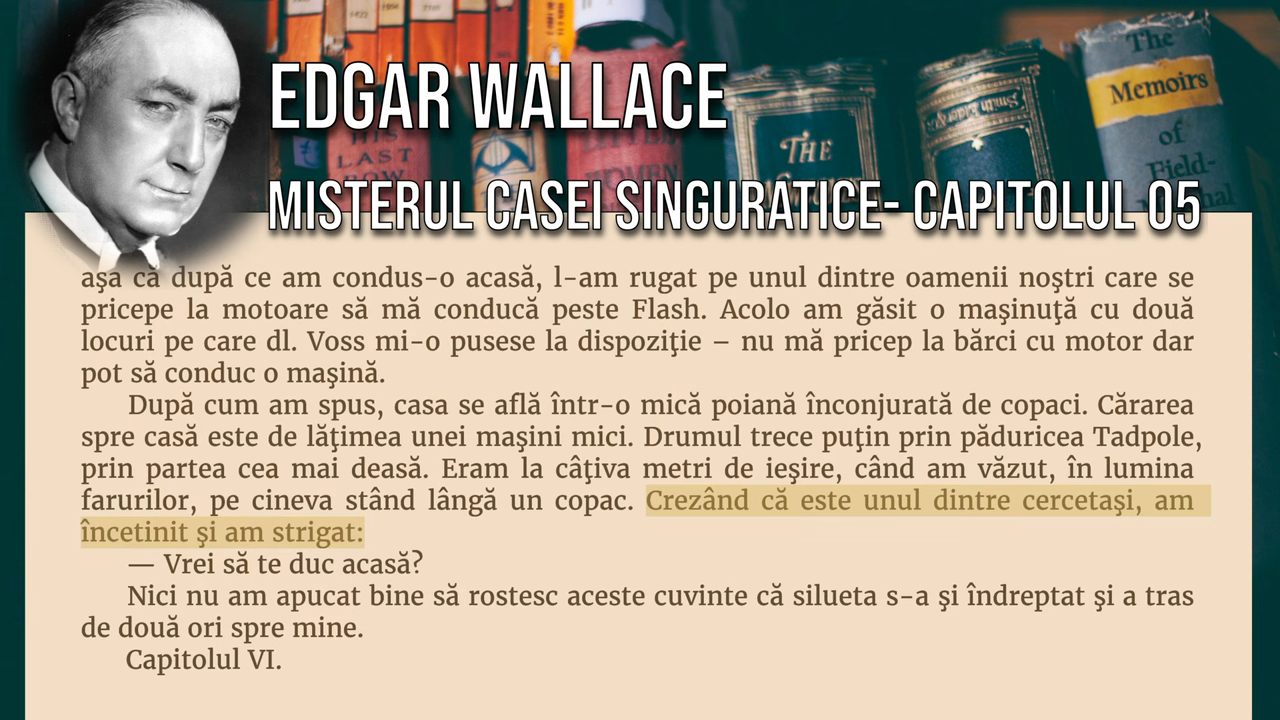 EDGAR WALLACE
MISTERUL CASEI SINGURATICE- CAPITOLUL 05
The
Memoirs
of
Field-
THE
HIS
LAST
BOW
LITTLE
WOMEN
aşa că după ce am condus-o acasă, l-am rugat pe unul dintre oamenii noştri care se
pricepe la motoare să mă conducă peste Flash. Acolo am găsit o maşinuţă cu două
locuri pe care dl. Voss mi-o pusese la dispoziţie – nu mă pricep la bărci cu motor dar
pot să conduc o maşină.
După cum am spus, casa se află într-o mică poiană înconjurată de copaci. Cărarea
spre casă este de lăţimea unei maşini mici. Drumul trece puţin prin păduricea Tadpole,
prin partea cea mai deasă. Eram la câţiva metri de ieşire, când am văzut, în lumina
farurilor, pe cineva stând lângă un copac. Crezând că este unul dintre cercetaşi, am
încetinit şi am strigat:
— Vrei să te duc acasă?
Nici nu am apucat bine să rostesc aceste cuvinte că silueta s-a şi îndreptat şi a tras
de două ori spre mine.
Capitolul VI.